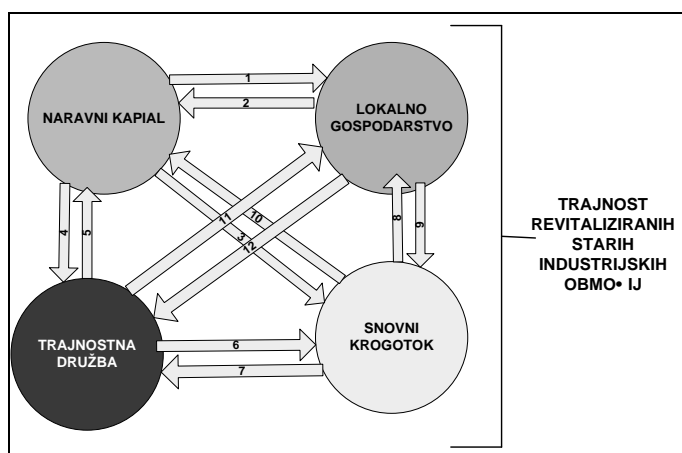 NARAVNI KAPIAL
1
2
LOKALNO
GOSPODARSTVO
4
5
11
10
3
12
8
9
TRAJNOST
REVITALIZIRANIH
STARIH
INDUSTRIJSKIH
OBMO• IJ
TRAJNOSTNA
DRUŽBA
6
7
SNOVNI
KROGOTOK